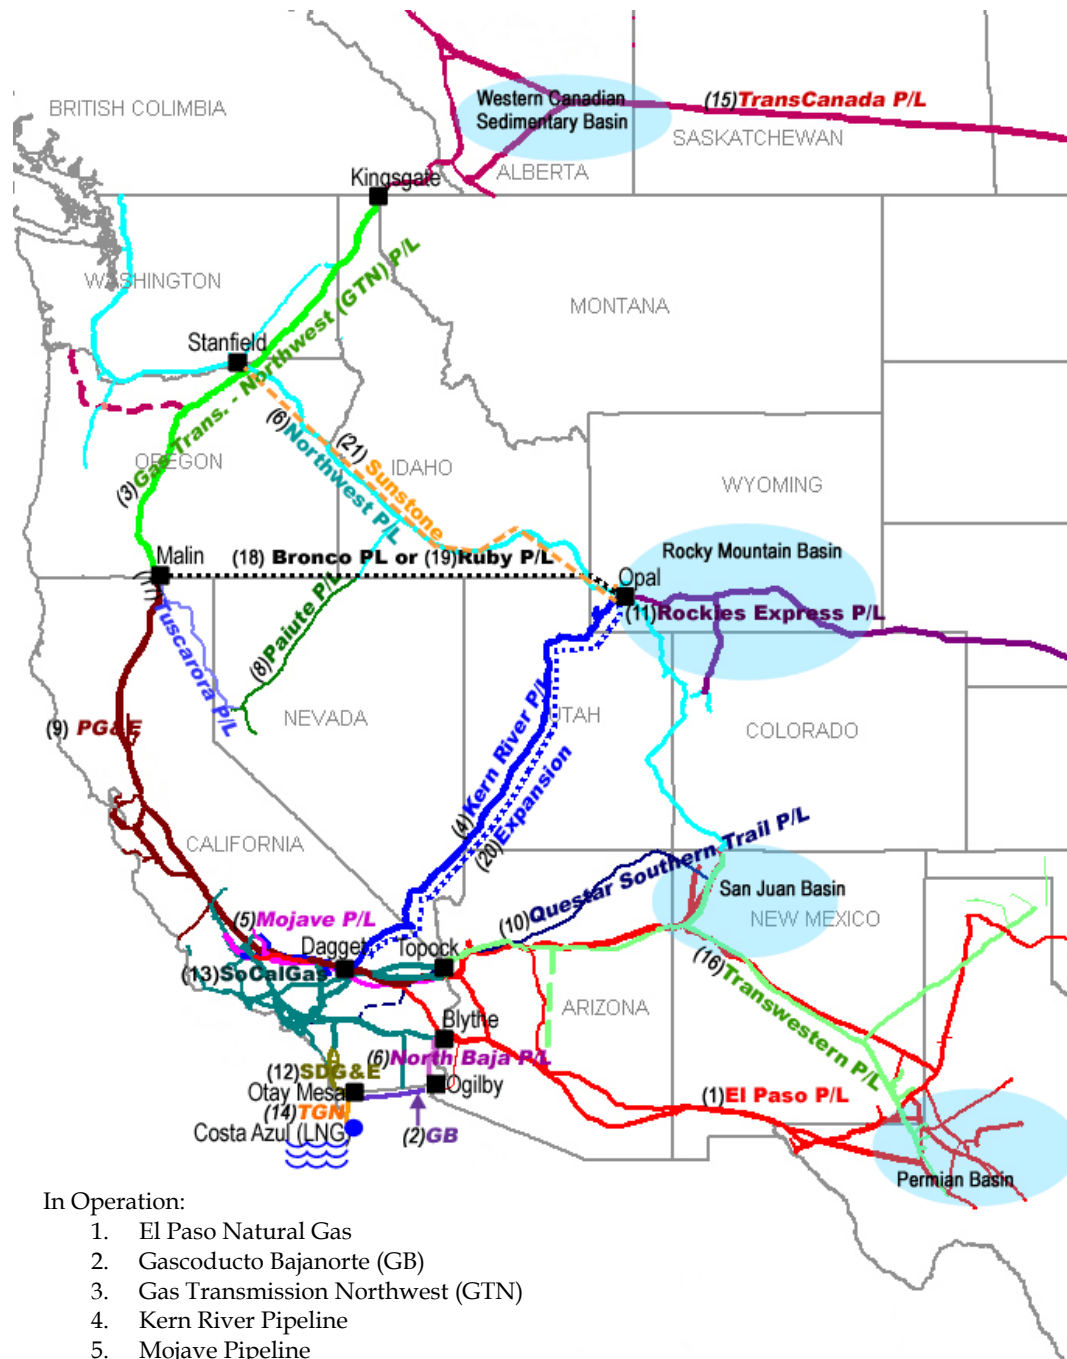 BRITISH COLIMBIA
Western Canadian
Sedimentary Basin
(15)TransCanada P/L
SASKATCHEWAN
ALBERTA
Kingsgate
WASHINGTON
MONTANA
Stanfield
(3)Gas Trans. - Northwest (GTN) P/L
OREGON
(6)Northwest P/L
(21) Sunstone
IDAHO
WYOMING
Rocky Mountain Basin
Malin
(18) Bronco PL or (19)Ruby P/L
Opal
(11)Rockies Express P/L
(17)
Tuscarora P/L
(8)Paiute P/L
(9) PG&E
NEVADA
UTAH
COLORADO
(4)Kern River P/L
(20)Expansion
CALIFORNIA
(10)Questar Southern Trail P/L
San Juan Basin
NEW MEXICO
(5)Mojave P/L
Dagget
Topock
(13)SoCalGas
(16)Transwestern P/L
ARIZONA
Blythe
(6)North Baja P/L
(12)SDG&E
Otay Mesa
Ogilby
(14)TGN
(1)El Paso P/L
Costa Azul (LNG)
(2)GB
Permian Basin
In Operation:
1. El Paso Natural Gas
2. Gascoducto Bajanorte (GB)
3. Gas Transmission Northwest (GTN)
4. Kern River Pipeline
5. Mojave Pipeline